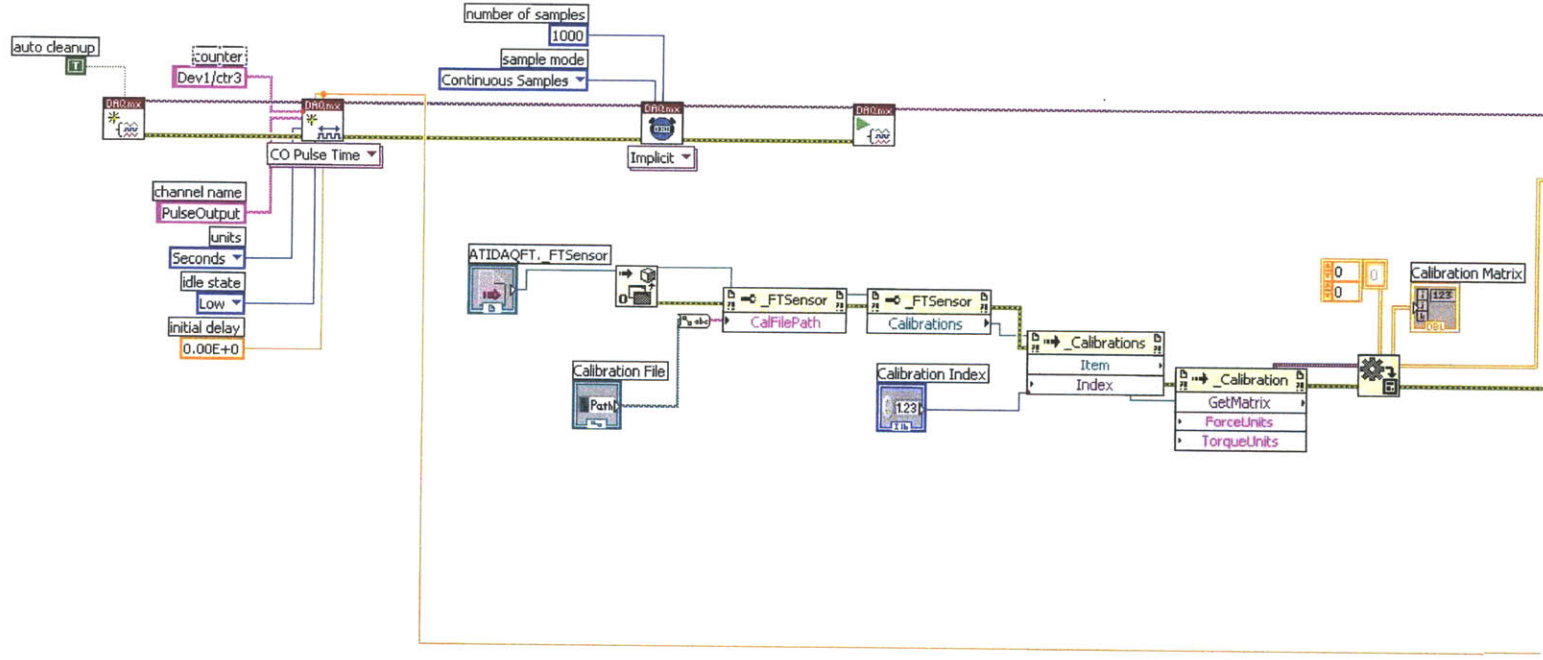 number of samples
1000
auto cleanup
T
counter
Dev1/ctr3
sample mode
Continuous Samples
DAQmx
DAQmx
DAQmx
DAQmx
CO Pulse Time
Implicit
channel name
PulseOutput
units
Seconds
idle state
Low
initial delay
0.00E+0
ATIDAQFT._FTSensor
_FTSensor
CalFilePath
_FTSensor
Calibrations
Calibration File
Path
Calibration Index
123
_Calibrations
Item
Index
_Calibration
GetMatrix
ForceUnits
TorqueUnits
0
0
0
Calibration Matrix
123
DBL